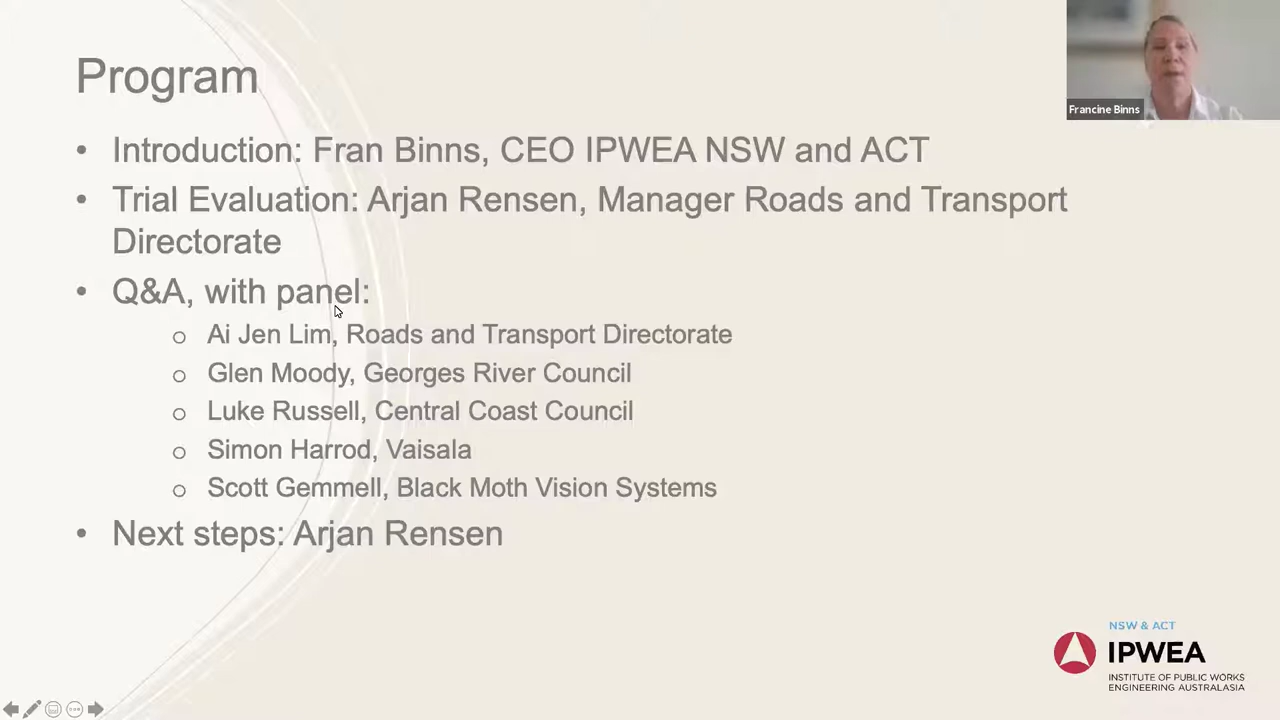 Program
Francine Binns
• Introduction: Fran Binns, CEO IPWEA NSW and ACT
• Trial Evaluation: Arjan Rensen, Manager Roads and Transport
Directorate
• Q&A, with panel:
o Ai Jen Lim, Roads and Transport Directorate
o Glen Moody, Georges River Council
o Luke Russell, Central Coast Council
o Simon Harrod, Vaisala
o Scott Gemmell, Black Moth Vision Systems
• Next steps: Arjan Rensen
NSW & ACT
IPWEA
INSTITUTE OF PUBLIC WORKS
ENGINEERING AUSTRALASIA